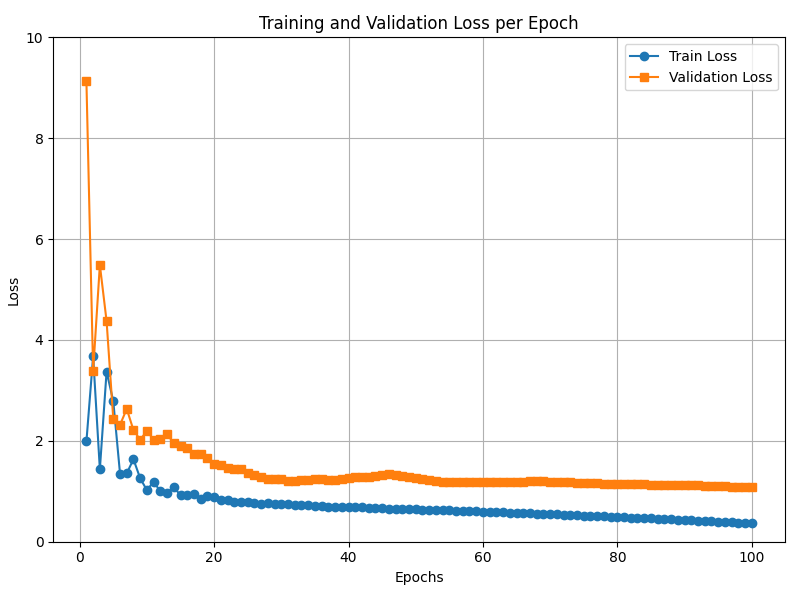 Training and Validation Loss per Epoch
Train Loss
Validation Loss
10
8
6
4
2
0
Loss
0 20 40 60 80 100
Epochs